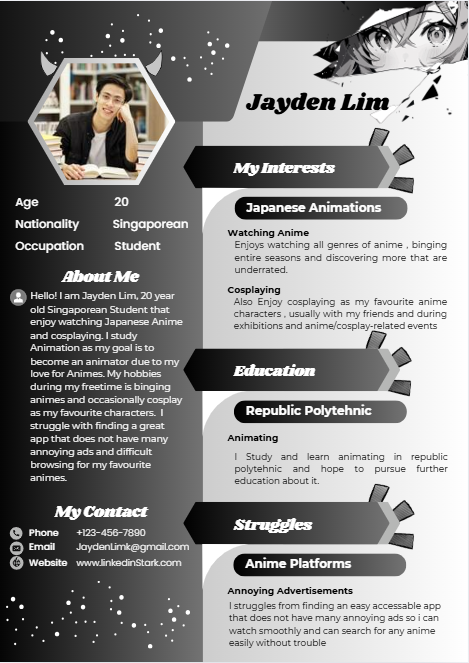 Jayden Lim
Age 20
Nationality Singaporean
Occupation Student
About Me
Hello! I am Jayden Lim, 20 year
old Singaporean Student that
enjoy watching Japanese Anime
and cosplaying. I study
Animation as my goal is to
become an animator due to my
love for Animes. My hobbies
during my freetime is binging
animes and occasionally cosplay
as my favourite characters. I
struggle with finding a great
app that does not have many
annoying ads and difficult
browsing for my favourite
animes.
My Contact
Phone +123-456-7890
Email JaydenLimk@gmail.com
Website www.linkedinStark.com
My Interests
Japanese Animations
Watching Anime
Enjoys watching all genres of anime , binging
entire seasons and discovering more that are
underrated.
Cosplaying
Also Enjoy cosplaying as my favourite anime
characters , usually with my friends and during
exhibitions and anime/cosplay-related events
Education
Republic Polytehnic
Animating
I Study and learn animating in republic
polytehnic and hope to pursue further
education about it.
Struggles
Anime Platforms
Annoying Advertisements
I struggles from finding an easy accessable app
that does not have many annoying ads so i can
watch smoothly and can search for any anime
easily without trouble